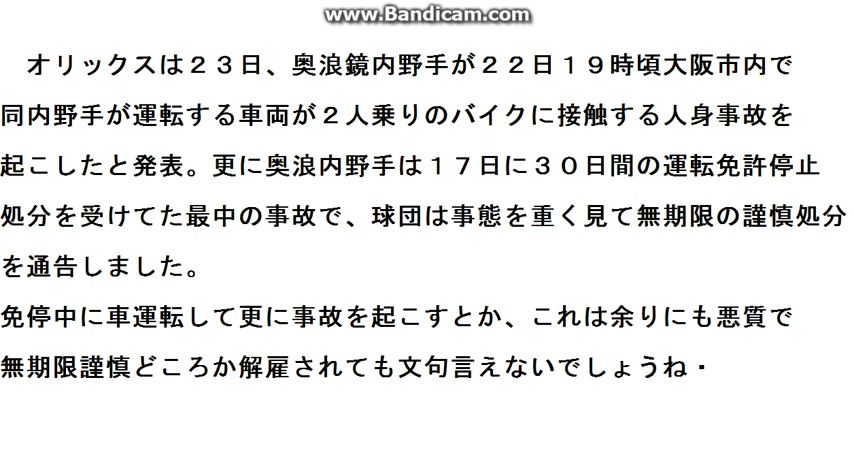 www.Bandicam.com
オリックスは２３日、奥浪鏡内野手が２２日１９時頃大阪市内で
同内野手が運転する車両が２人乗りのバイクに接触する人身事故を
起こしたと発表。更に奥浪内野手は１７日に３０日間の運転免許停止
処分を受けてた最中の事故で、球団は事態を重く見て無期限の謹慎処分
を通告しました。
免停中に車運転して更に事故を起こすとか、これは余りにも悪質で
無期限謹慎どころか解雇されても文句言えないでしょうね・